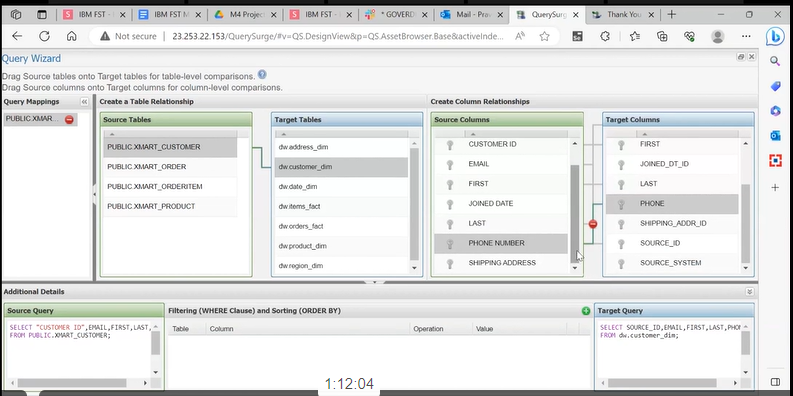 IBM FST -
IBM FST M
M4 Project
IBM FST -
* GOVERD
Mail - Prav
QuerySurge
Thank You
Not secure
23.253.22.153/QuerySurge/#v=QS.DesignView&p=QS.AssetBrowser.Base&activeInde...
Query Wizard
Drag Source tables onto Target tables for table-level comparisons.
Drag Source columns onto Target columns for column-level comparisons.
Query Mappings
Create a Table Relationship
Create Column Relationships
PUBLIC.XMAR...
Source Tables
Target Tables
Source Columns
Target Columns
PUBLIC.XMART_CUSTOMER
PUBLIC.XMART_ORDER
PUBLIC.XMART_ORDERITEM
PUBLIC.XMART_PRODUCT
dw.address_dim
dw.customer_dim
dw.date_dim
dw.items_fact
dw.orders_fact
dw.product_dim
dw.region_dim
CUSTOMER ID
EMAIL
FIRST
JOINED DATE
LAST
PHONE NUMBER
SHIPPING ADDRESS
FIRST
JOINED_DT_ID
LAST
PHONE
SHIPPING_ADDR_ID
SOURCE_ID
SOURCE_SYSTEM
Additional Details
Source Query
Filtering (WHERE Clause) and Sorting (ORDER BY)
Target Query
SELECT "CUSTOMER ID",EMAIL,FIRST,LAST,
FROM PUBLIC.XMART_CUSTOMER;
Table
Column
Operation
Value
SELECT SOURCE_ID,EMAIL,FIRST,LAST,PHON
FROM dw.customer_dim;
1:12:04